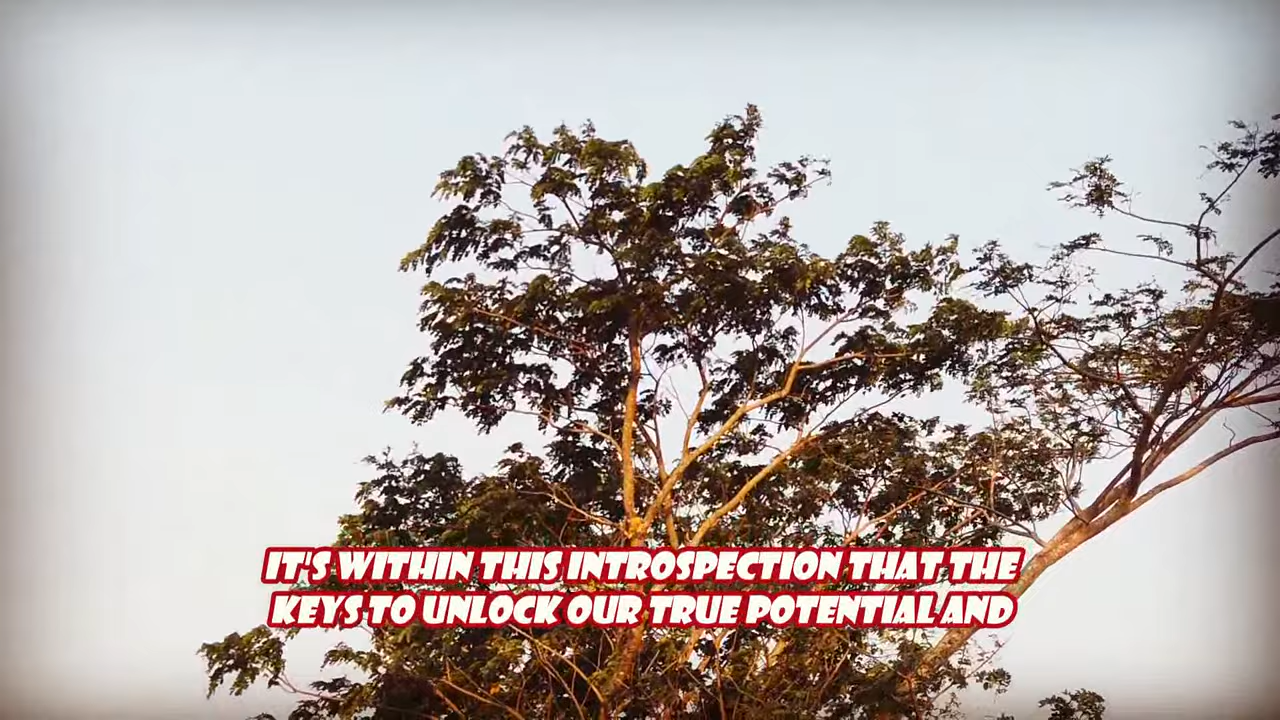 IT'S WITHIN THIS INTROSPECTION THAT THE
KEYS TO UNLOCK OUR TRUE POTENTIAL AND